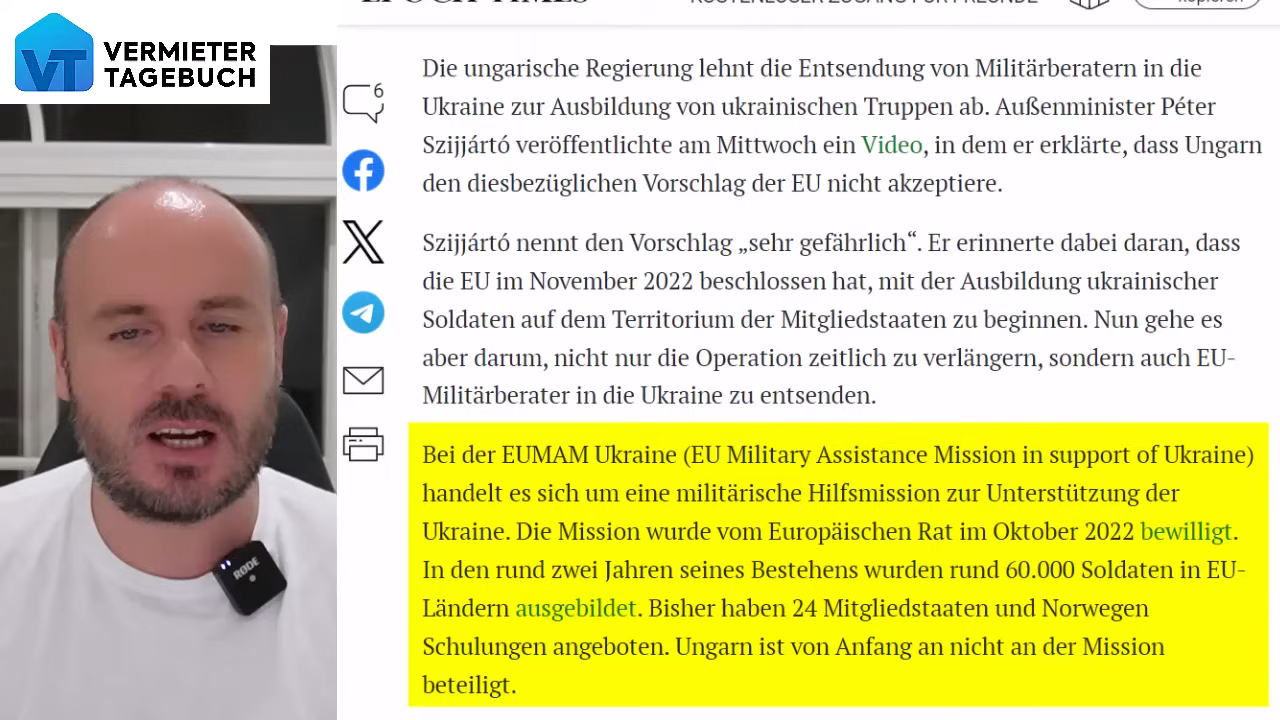 VT VERMIETER
TAGEBUCH
EPOCH TIMES
KOSTENLOSER ZUGANG FÜR FREUNDE
kopieren
6
Die ungarische Regierung lehnt die Entsendung von Militärberatern in die
Ukraine zur Ausbildung von ukrainischen Truppen ab. Außenminister Péter
Szijjártó veröffentlichte am Mittwoch ein Video, in dem er erklärte, dass Ungarn
den diesbezüglichen Vorschlag der EU nicht akzeptiere.
Szijjártó nennt den Vorschlag „sehr gefährlich“. Er erinnerte dabei daran, dass
die EU im November 2022 beschlossen hat, mit der Ausbildung ukrainischer
Soldaten auf dem Territorium der Mitgliedstaaten zu beginnen. Nun gehe es
aber darum, nicht nur die Operation zeitlich zu verlängern, sondern auch EU-
Militärberater in die Ukraine zu entsenden.
Bei der EUMAM Ukraine (EU Military Assistance Mission in support of Ukraine)
handelt es sich um eine militärische Hilfsmission zur Unterstützung der
Ukraine. Die Mission wurde vom Europäischen Rat im Oktober 2022 bewilligt.
In den rund zwei Jahren seines Bestehens wurden rund 60.000 Soldaten in EU-
Ländern ausgebildet. Bisher haben 24 Mitgliedstaaten und Norwegen
Schulungen angeboten. Ungarn ist von Anfang an nicht an der Mission
beteiligt.
RØDE